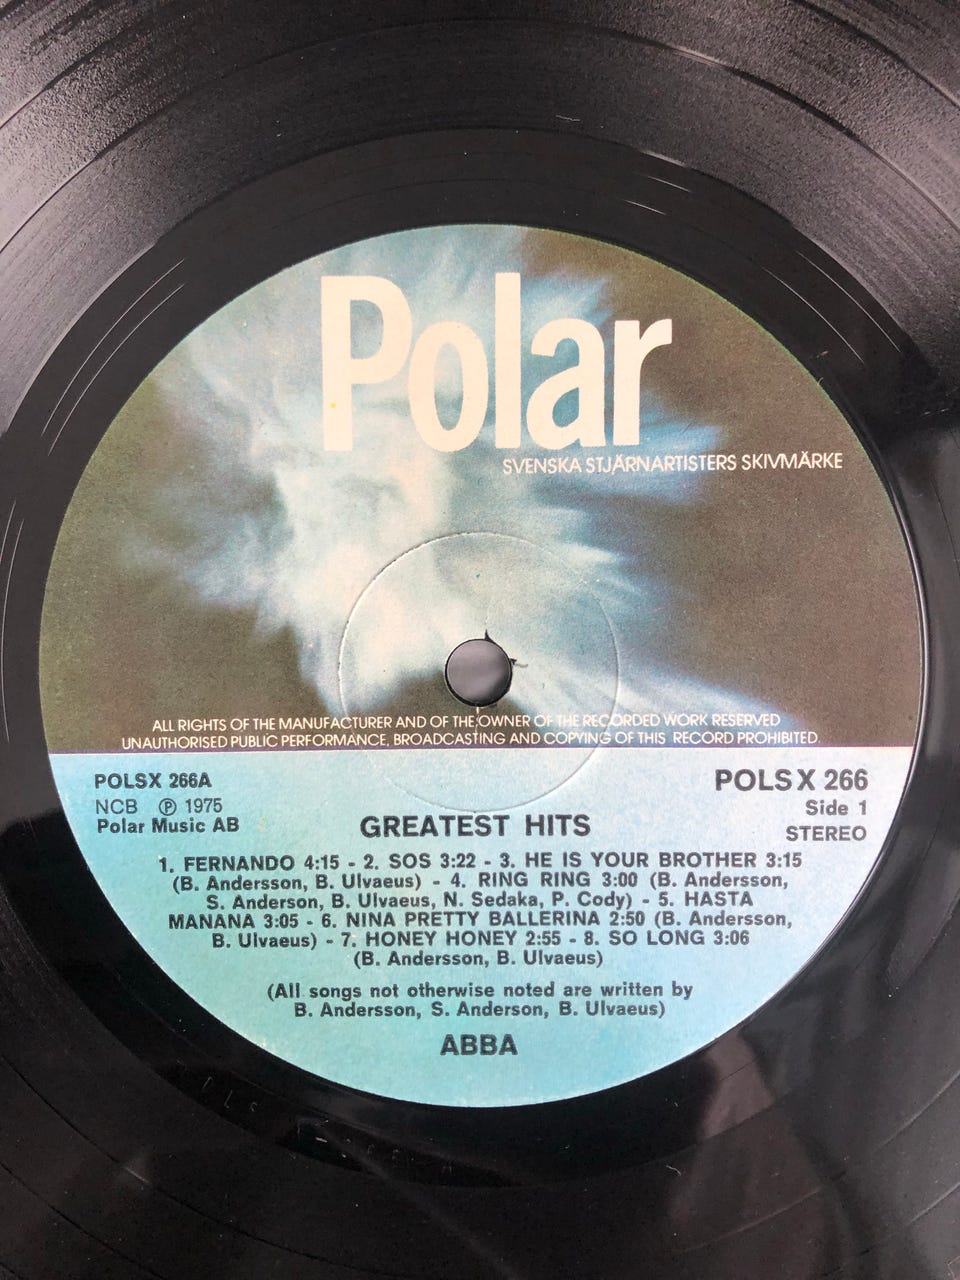 Polar
SVENSKA STJÄRNARTISTERS SKIVMÄRKE
ALL RIGHTS OF THE MANUFACTURER AND OF THE OWNER OF THE RECORDED WORK RESERVED
UNAUTHORISED PUBLIC PERFORMANCE, BROADCASTING AND COPYING OF THIS RECORD PROHIBITED.
POLSX 266A
NCB Ⓟ 1975
Polar Music AB
POLSX 266
Side 1
STEREO
GREATEST HITS
1. FERNANDO 4:15 - 2. SOS 3:22 - 3. HE IS YOUR BROTHER 3:15
(B. Andersson, B. Ulvaeus) - 4. RING RING 3:00 (B. Andersson,
S. Anderson, B. Ulvaeus, N. Sedaka, P. Cody) - 5. HASTA
MANANA 3:05 - 6. NINA PRETTY BALLERINA 2:50 (B. Andersson,
B. Ulvaeus) - 7. HONEY HONEY 2:55 - 8. SO LONG 3:06
(B. Andersson, B. Ulvaeus)
(All songs not otherwise noted are written by
B. Andersson, S. Anderson, B. Ulvaeus)
ABBA